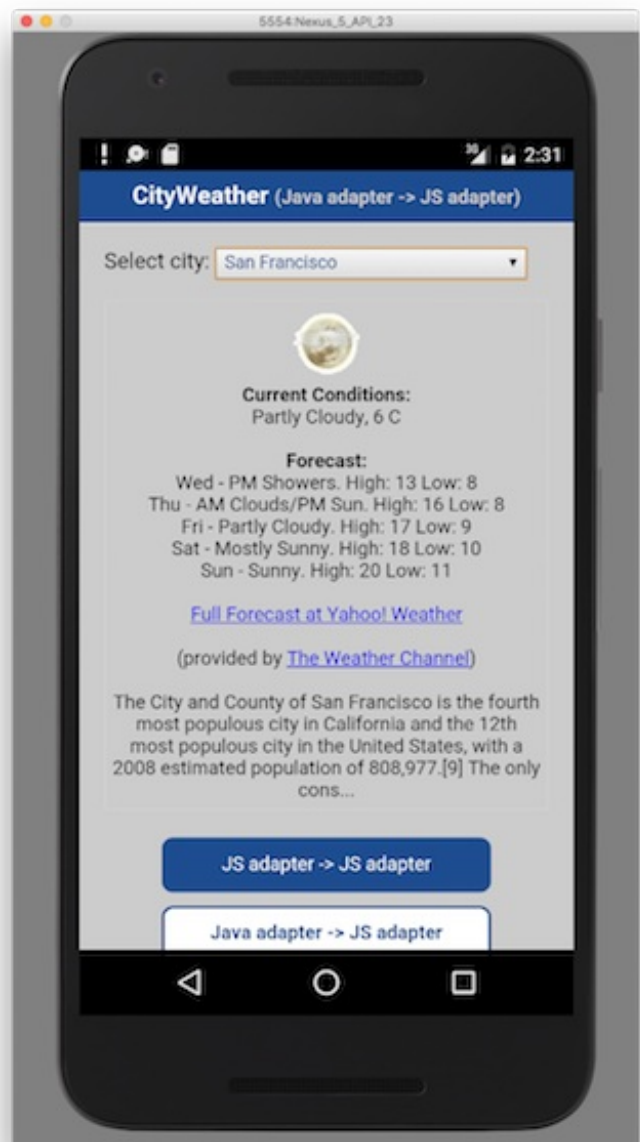 5554:Nexus_5_API_23
3G 2:31
CityWeather (Java adapter -> JS adapter)
Select city: San Francisco
Current Conditions:
Partly Cloudy, 6 C
Forecast:
Wed - PM Showers. High: 13 Low: 8
Thu - AM Clouds/PM Sun. High: 16 Low: 8
Fri - Partly Cloudy. High: 17 Low: 9
Sat - Mostly Sunny. High: 18 Low: 10
Sun - Sunny. High: 20 Low: 11
Full Forecast at Yahoo! Weather
(provided by The Weather Channel)
The City and County of San Francisco is the fourth
most populous city in California and the 12th
most populous city in the United States, with a
2008 estimated population of 808,977.[9] The only
cons...
JS adapter -> JS adapter
Java adapter -> JS adapter